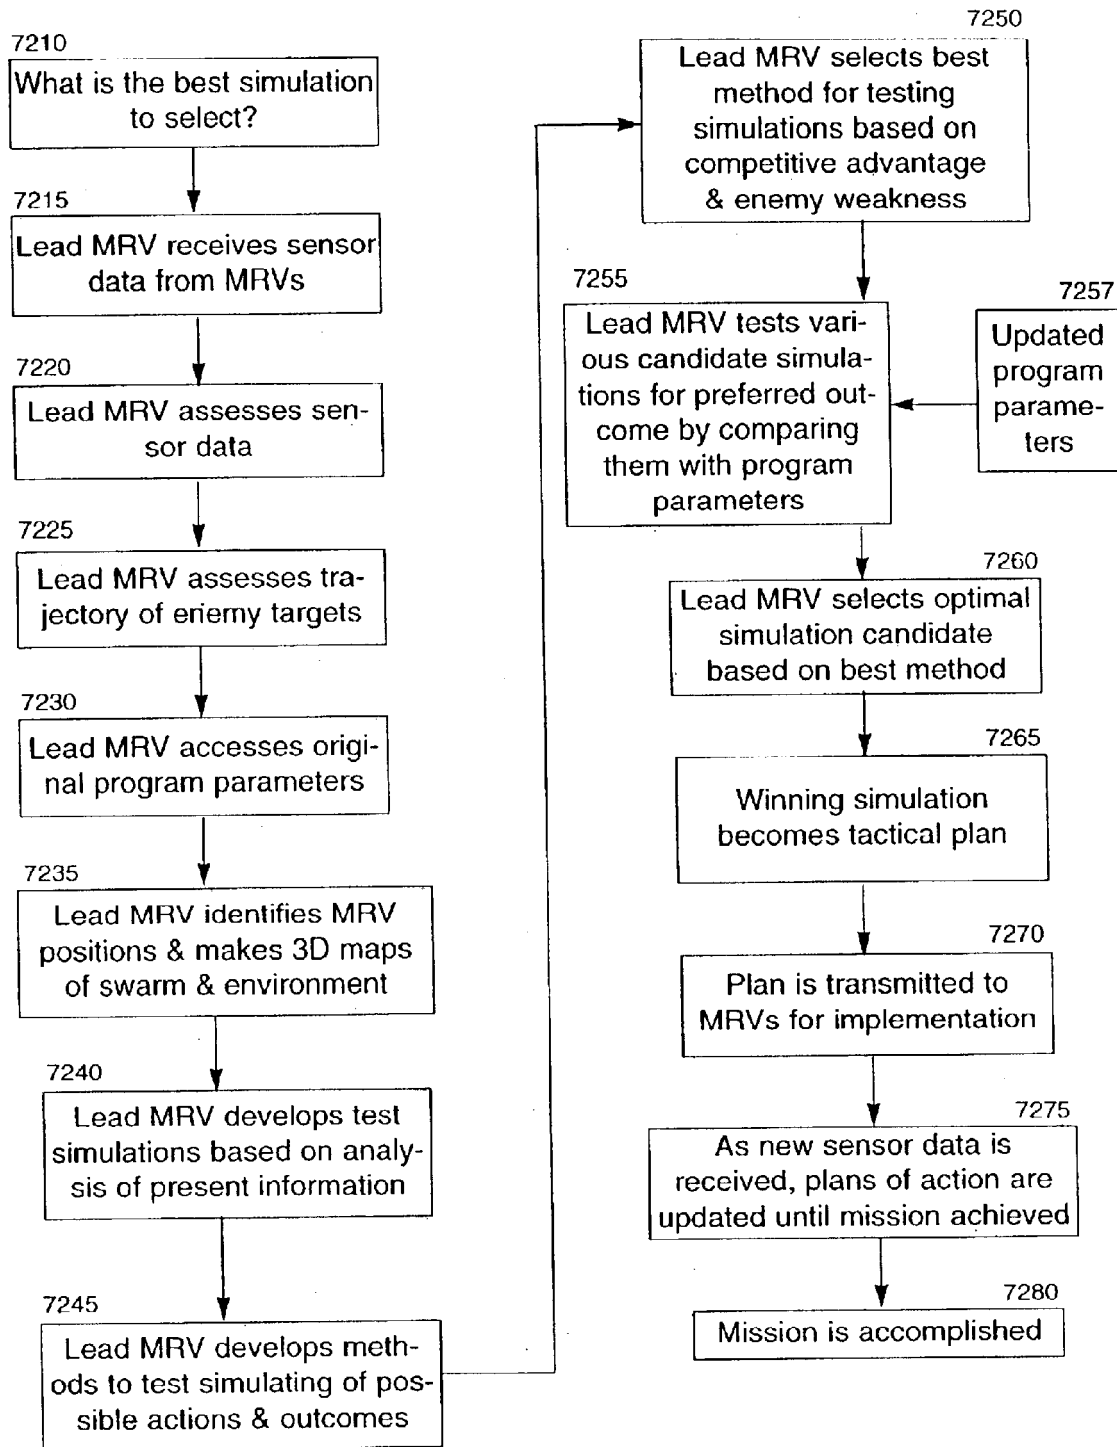 7210
What is the best simulation
to select?
7215
Lead MRV receives sensor
data from MRVs
7220
Lead MRV assesses sen-
sor data
7225
Lead MRV assesses tra-
jectory of enemy targets
7230
Lead MRV accesses origi-
nal program parameters
7235
Lead MRV identifies MRV
positions & makes 3D maps
of swarm & environment
7240
Lead MRV develops test
simulations based on analy-
sis of present information
7245
Lead MRV develops meth-
ods to test simulating of pos-
sible actions & outcomes
7250
Lead MRV selects best
method for testing
simulations based on
competitive advantage
& enemy weakness
7255
Lead MRV tests vari-
ous candidate simula-
tions for preferred out-
come by comparing
them with program
parameters
7257
Updated
program
parame-
ters
7260
Lead MRV selects optimal
simulation candidate
based on best method
7265
Winning simulation
becomes tactical plan
7270
Plan is transmitted to
MRVs for implementation
7275
As new sensor data is
received, plans of action are
updated until mission achieved
7280
Mission is accomplished